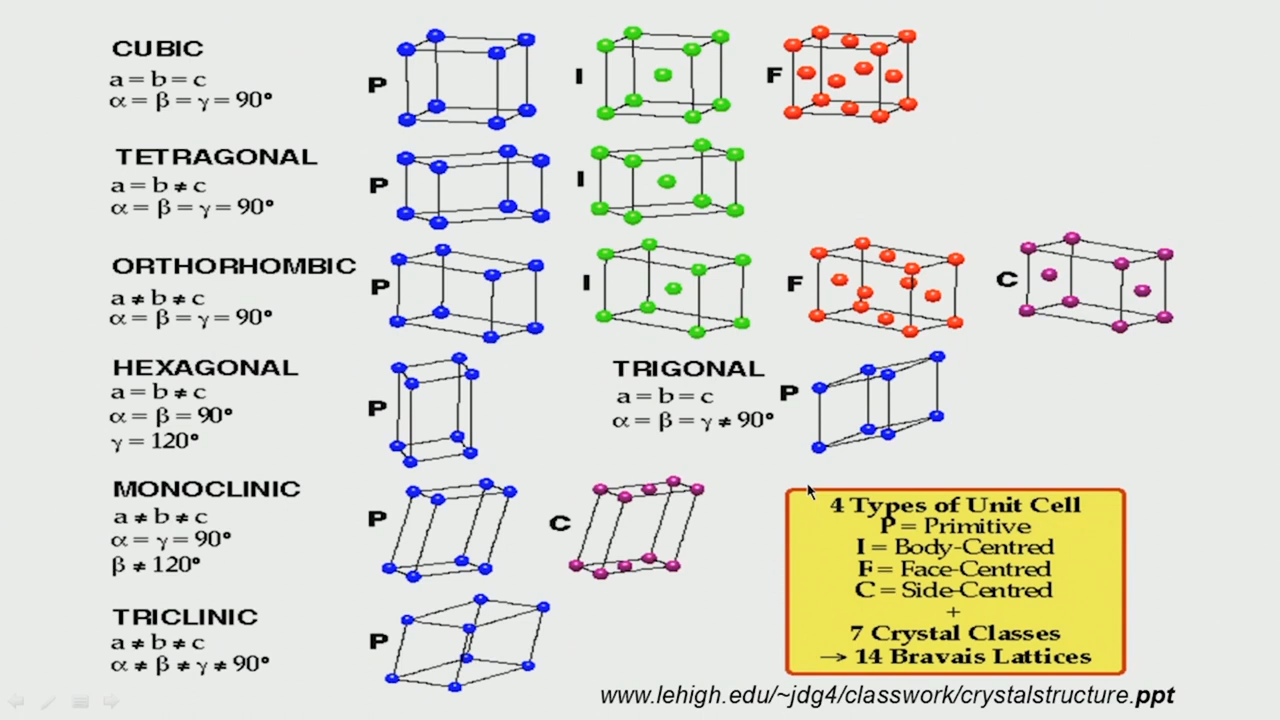 CUBIC
a = b = c
α = β = γ = 90°
P
I
F
TETRAGONAL
a = b ≠ c
α = β = γ = 90°
P
I
ORTHORHOMBIC
a ≠ b ≠ c
α = β = γ = 90°
P
I
F
C
HEXAGONAL
a = b ≠ c
α = β = 90°
γ = 120°
P
TRIGONAL
a = b = c
α = β = γ ≠ 90°
P
MONOCLINIC
a ≠ b ≠ c
α = γ = 90°
β ≠ 120°
P
C
TRICLINIC
a ≠ b ≠ c
α ≠ β ≠ γ ≠ 90°
P
4 Types of Unit Cell
P = Primitive
I = Body-Centred
F = Face-Centred
C = Side-Centred
+
7 Crystal Classes
→ 14 Bravais Lattices
www.lehigh.edu/~jdg4/classwork/crystalstructure.ppt